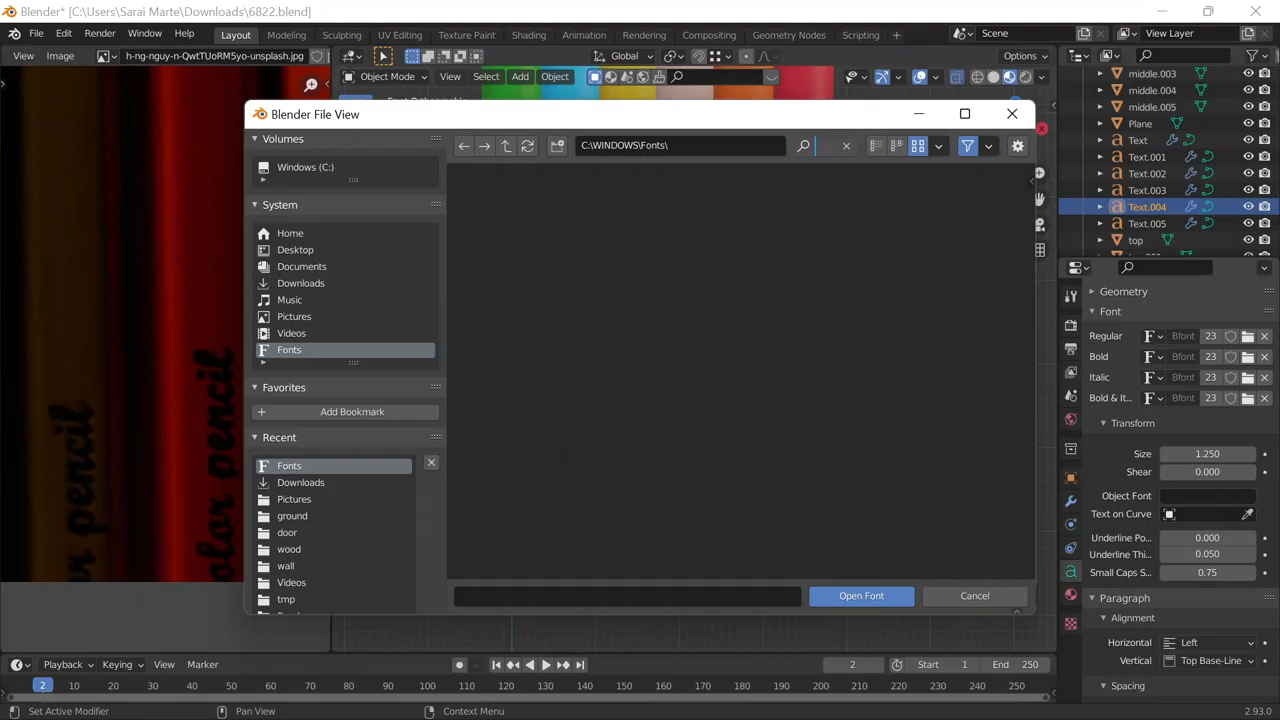 Blender* [C:\Users\Sarai Marte\Downloads\6822.blend]
File Edit Render Window Help Layout Modeling Sculpting UV Editing Texture Paint Shading Animation Rendering Compositing Geometry Nodes Scripting Scene View Layer
View Image h-ng-nguy-n-QwtTUoRM5yo-unsplash.jpg Global Options
Object Mode View Select Add Object
Blender File View
Volumes
Windows (C:)
System
Home
Desktop
Documents
Downloads
Music
Pictures
Videos
Fonts
Favorites
Add Bookmark
Recent
Fonts
Downloads
Pictures
ground
door
wood
wall
Videos
tmp
C:\WINDOWS\Fonts\
Open Font Cancel
pencil
color pencil
middle.003
middle.004
middle.005
Plane
Text
Text.001
Text.002
Text.003
Text.004
Text.005
top
Geometry
Font
Regular Bfont 23
Bold Bfont 23
Italic Bfont 23
Bold & It... Bfont 23
Transform
Size 1.250
Shear 0.000
Object Font
Text on Curve
Underline Po... 0.000
Underline Thi... 0.050
Small Caps S... 0.75
Paragraph
Alignment
Horizontal Left
Vertical Top Base-Line
Spacing
Playback Keying View Marker 2 Start 1 End 250
2 10 20 30 40 50 60 70 80 90 100 110 120 130 140 150 160 170 180 190 200 210 220 230 240 250
Set Active Modifier Pan View Context Menu 2.93.0